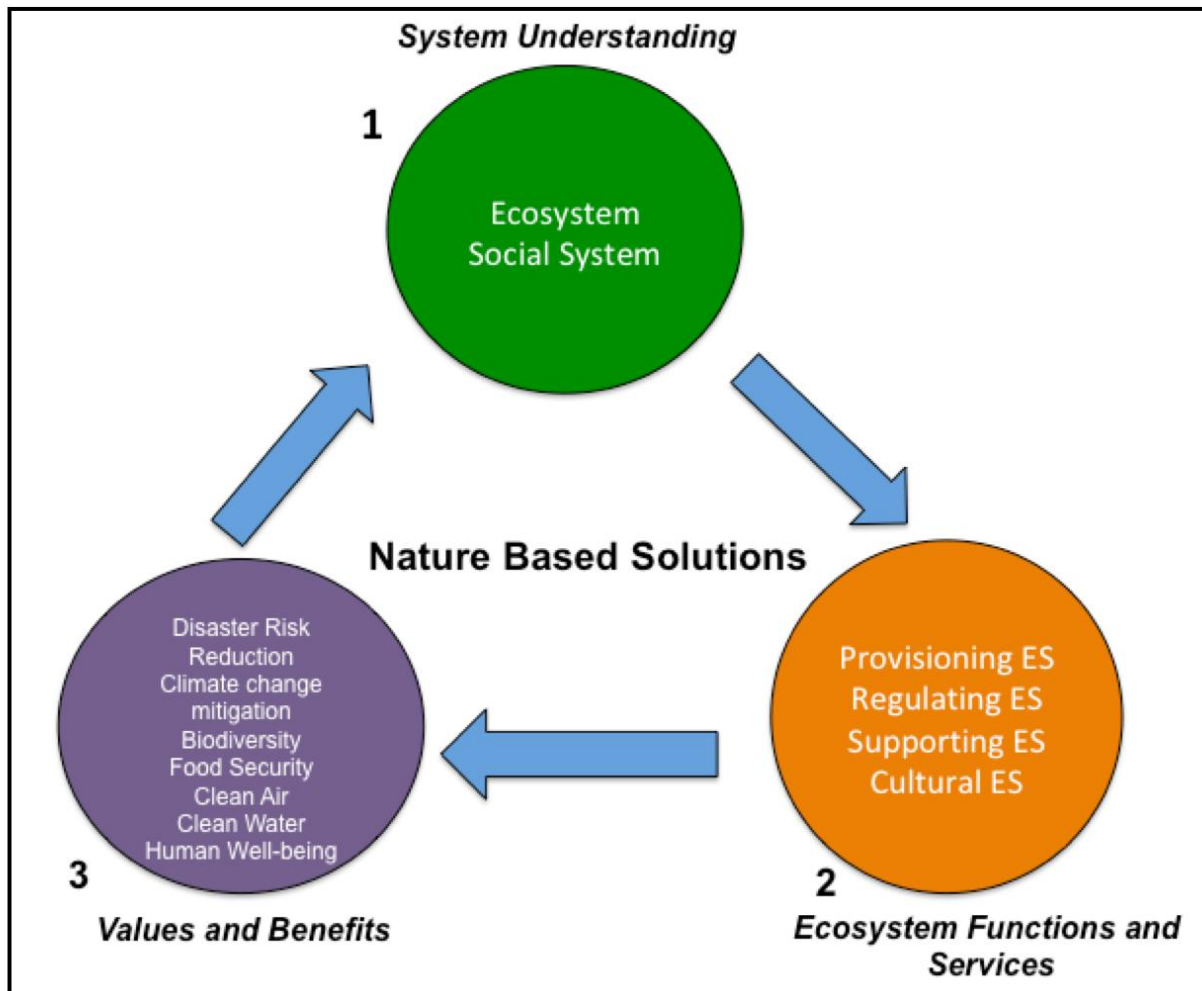 System Understanding
1
Ecosystem
Social System
Nature Based Solutions
Disaster Risk
Reduction
Climate change
mitigation
Biodiversity
Food Security
Clean Air
Clean Water
Human Well-being
3
Values and Benefits
Provisioning ES
Regulating ES
Supporting ES
Cultural ES
2
Ecosystem Functions and
Services